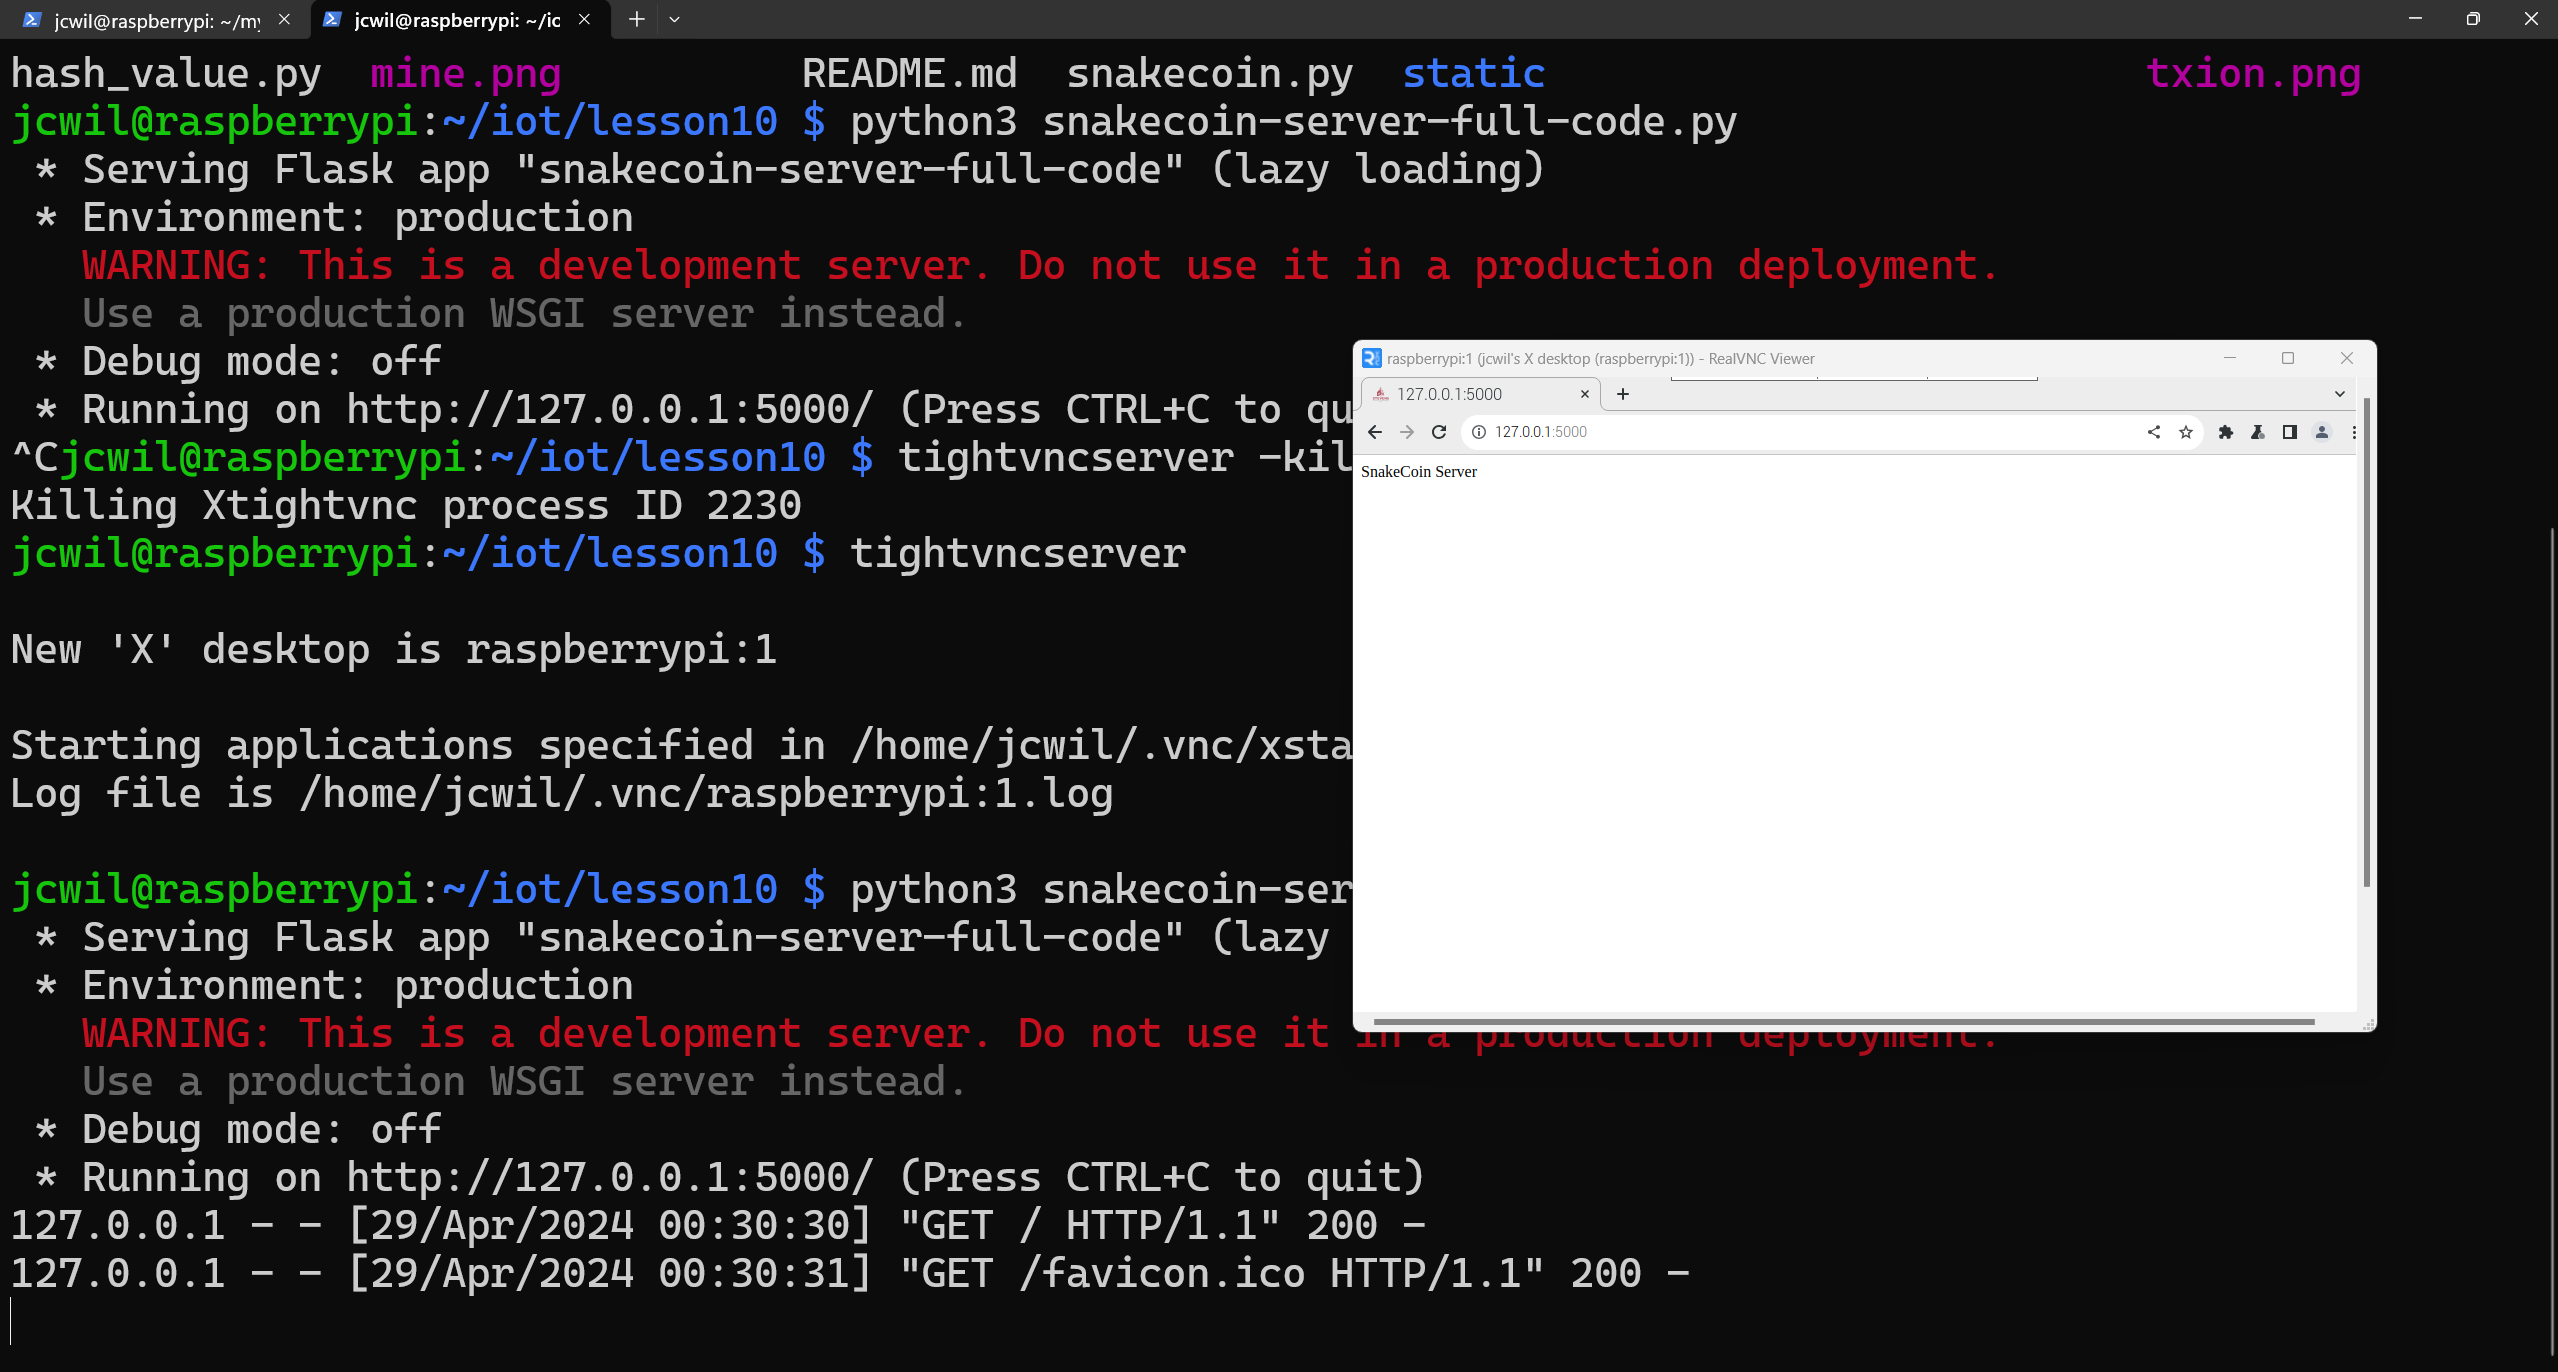 jcwil@raspberrypi: ~/my
jcwil@raspberrypi: ~/ic
hash_value.py  mine.png  README.md  snakecoin.py  static  txion.png
jcwil@raspberrypi:~/iot/lesson10 $ python3 snakecoin-server-full-code.py
* Serving Flask app "snakecoin-server-full-code" (lazy loading)
* Environment: production
WARNING: This is a development server. Do not use it in a production deployment.
Use a production WSGI server instead.
* Debug mode: off
* Running on http://127.0.0.1:5000/ (Press CTRL+C to qu
^Cjcwil@raspberrypi:~/iot/lesson10 $ tightvncserver -kil
Killing Xtightvnc process ID 2230
jcwil@raspberrypi:~/iot/lesson10 $ tightvncserver
New 'X' desktop is raspberrypi:1
Starting applications specified in /home/jcwil/.vnc/xsta
Log file is /home/jcwil/.vnc/raspberrypi:1.log
jcwil@raspberrypi:~/iot/lesson10 $ python3 snakecoin-ser
* Serving Flask app "snakecoin-server-full-code" (lazy
* Environment: production
WARNING: This is a development server. Do not use it in a production deployment.
Use a production WSGI server instead.
* Debug mode: off
* Running on http://127.0.0.1:5000/ (Press CTRL+C to quit)
127.0.0.1 - - [29/Apr/2024 00:30:30] "GET / HTTP/1.1" 200 -
127.0.0.1 - - [29/Apr/2024 00:30:31] "GET /favicon.ico HTTP/1.1" 200 -
raspberrypi:1 (jcwil's X desktop (raspberrypi:1)) - RealVNC Viewer
127.0.0.1:5000
127.0.0.1:5000
SnakeCoin Server